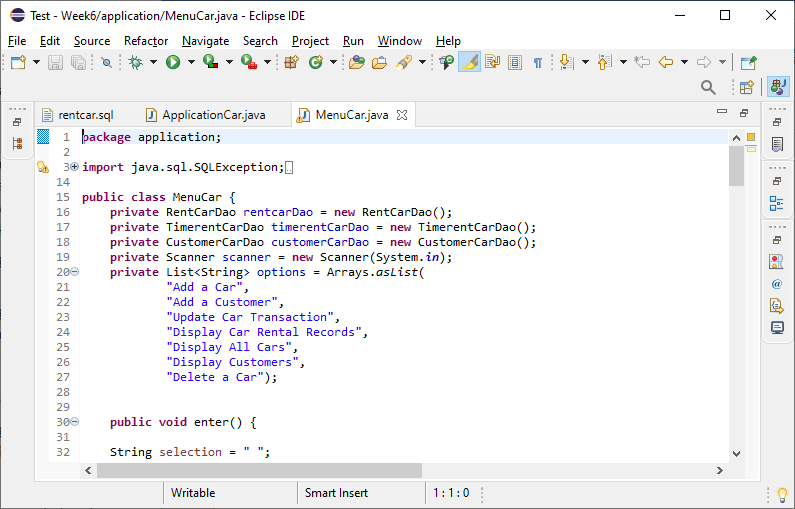 Test - Week6/application/MenuCar.java - Eclipse IDE
File Edit Source Refactor Navigate Search Project Run Window Help
rentcar.sql ApplicationCar.java MenuCar.java
1 package application;
2
3 import java.sql.SQLException;
14
15 public class MenuCar {
16 private RentCarDao rentcarDao = new RentCarDao();
17 private TimerentCarDao timerentCarDao = new TimerentCarDao();
18 private CustomerCarDao customerCarDao = new CustomerCarDao();
19 private Scanner scanner = new Scanner(System.in);
20 private List<String> options = Arrays.asList(
21 "Add a Car",
22 "Add a Customer",
23 "Update Car Transaction",
24 "Display Car Rental Records",
25 "Display All Cars",
26 "Display Customers",
27 "Delete a Car");
28
29
30 public void enter() {
31
32 String selection = " ";
Writable Smart Insert 1 : 1 : 0